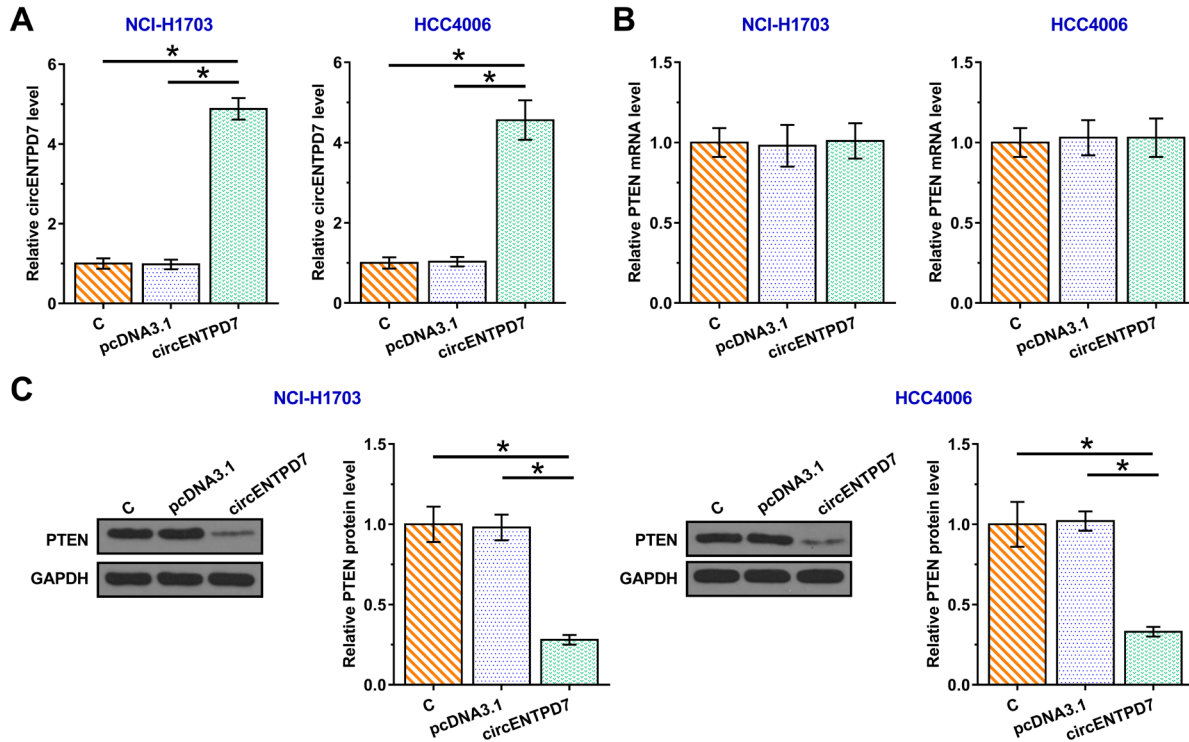 A
NCI-H1703
Relative circENTPD7 level
8
6
4
2
0
*
*
C
pcDNA3.1
circENTPD7
HCC4006
Relative circENTPD7 level
6
4
2
0
*
*
C
pcDNA3.1
circENTPD7
B
NCI-H1703
Relative PTEN mRNA level
1.5
1.0
0.5
0.0
C
pcDNA3.1
circENTPD7
HCC4006
Relative PTEN mRNA level
1.5
1.0
0.5
0.0
C
pcDNA3.1
circENTPD7
C
NCI-H1703
C
pcDNA3.1
circENTPD7
PTEN
GAPDH
Relative PTEN protein level
1.5
1.0
0.5
0.0
*
*
C
pcDNA3.1
circENTPD7
HCC4006
C
pcDNA3.1
circENTPD7
PTEN
GAPDH
Relative PTEN protein level
1.5
1.0
0.5
0.0
*
*
C
pcDNA3.1
circENTPD7